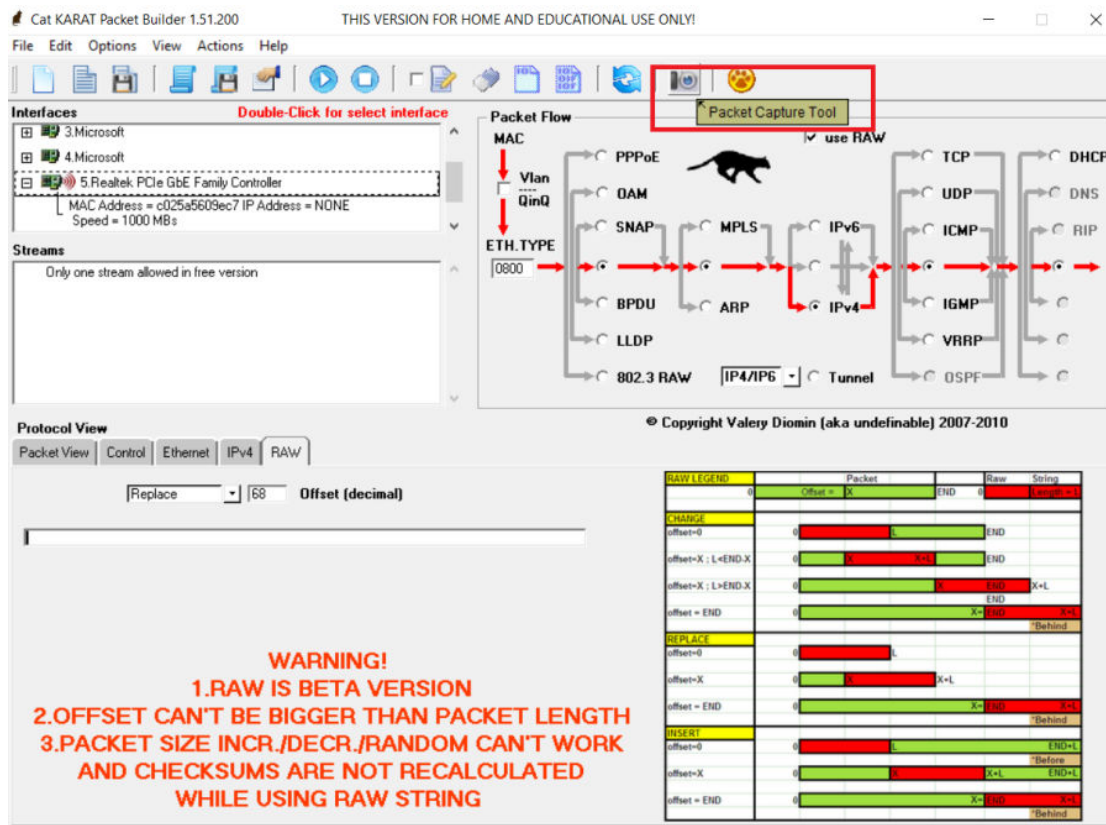 Cat KARAT Packet Builder 1.51.200
THIS VERSION FOR HOME AND EDUCATIONAL USE ONLY!
File Edit Options View Actions Help
Packet Capture Tool
Interfaces
Double-Click for select interface
3.Microsoft
4.Microsoft
5.Realtek PCIe GbE Family Controller
MAC Address = c025a5609ec7 IP Address = NONE
Speed = 1000 MBs
Streams
Only one stream allowed in free version
Packet Flow
use RAW
MAC
Vlan
----
QinQ
ETH.TYPE
0800
PPPoE
OAM
SNAP
BPDU
LLDP
802.3 RAW
MPLS
ARP
IP4/IP6
IPv6
IPv4
Tunnel
TCP
UDP
ICMP
IGMP
VRRP
OSPF
DHCP
DNS
RIP
© Copyright Valery Diomin (aka undefinable) 2007-2010
Protocol View
Packet View Control Ethernet IPv4 RAW
Replace 68 Offset (decimal)
WARNING!
1.RAW IS BETA VERSION
2.OFFSET CAN'T BE BIGGER THAN PACKET LENGTH
3.PACKET SIZE INCR./DECR./RANDOM CAN'T WORK
AND CHECKSUMS ARE NOT RECALCULATED
WHILE USING RAW STRING
RAW LEGEND Packet Raw String
0 Offset = X END 0 Length = L
CHANGE
offset=0 0 L END
offset=X ; L<END-X 0 X X+L END
offset=X ; L>END-X 0 X END X+L
END
offset = END 0 X= END X+L
*Behind
REPLACE
offset=0 0 L
offset=X 0 X X+L
offset = END 0 X= END X+L
*Behind
INSERT
offset=0 0 L END+L
*Before
offset=X 0 X X+L END+L
offset = END 0 X= END X+L
*Behind